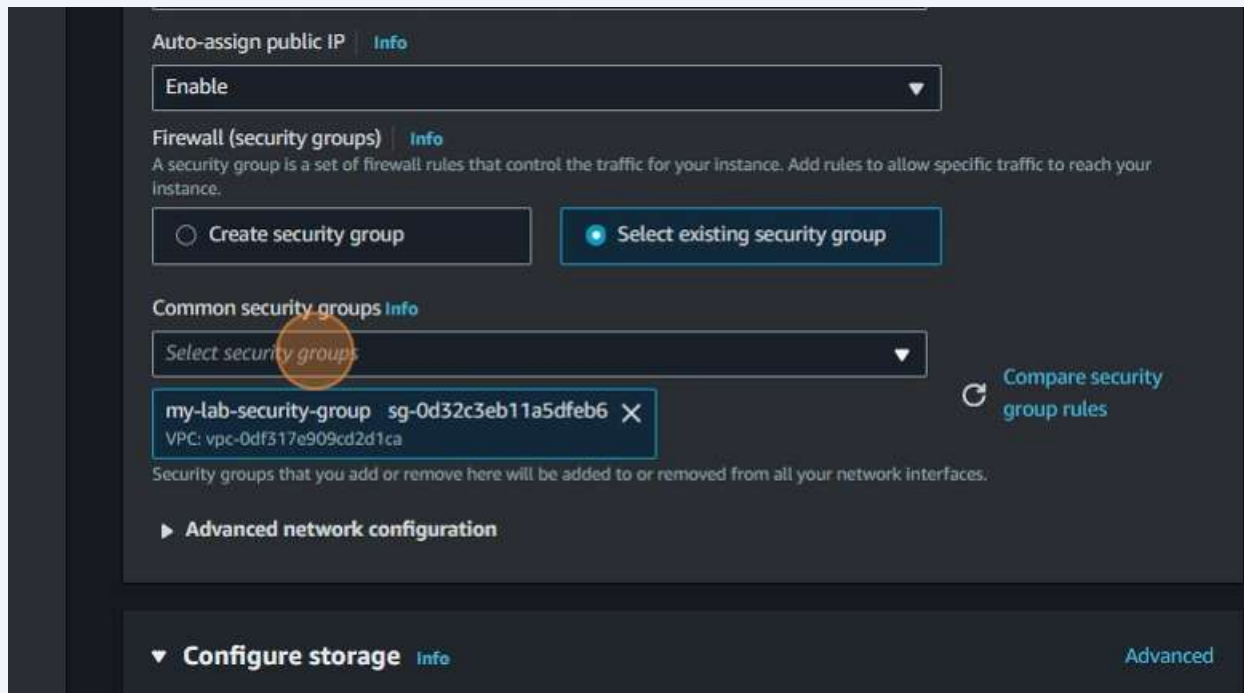 Auto-assign public IP | Info
Enable
Firewall (security groups) | Info
A security group is a set of firewall rules that control the traffic for your instance. Add rules to allow specific traffic to reach your
instance.
Create security group
Select existing security group
Common security groups Info
Select security groups
Compare security
group rules
my-lab-security-group sg-0d32c3eb11a5dfeb6
VPC: vpc-0df317e909cd2d1ca
Security groups that you add or remove here will be added to or removed from all your network interfaces.
Advanced network configuration
Configure storage Info
Advanced